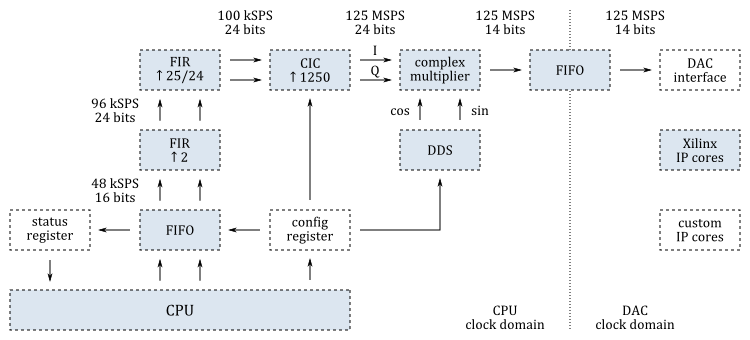 100 kSPS
24 bits
125 MSPS
24 bits
125 MSPS
14 bits
125 MSPS
14 bits
FIR
↑25/24
CIC
↑1250
I
Q
complex
multiplier
FIFO
DAC
interface
96 kSPS
24 bits
cos
sin
FIR
↑2
DDS
Xilinx
IP cores
48 kSPS
16 bits
status
register
FIFO
config
register
custom
IP cores
CPU
CPU
clock domain
DAC
clock domain